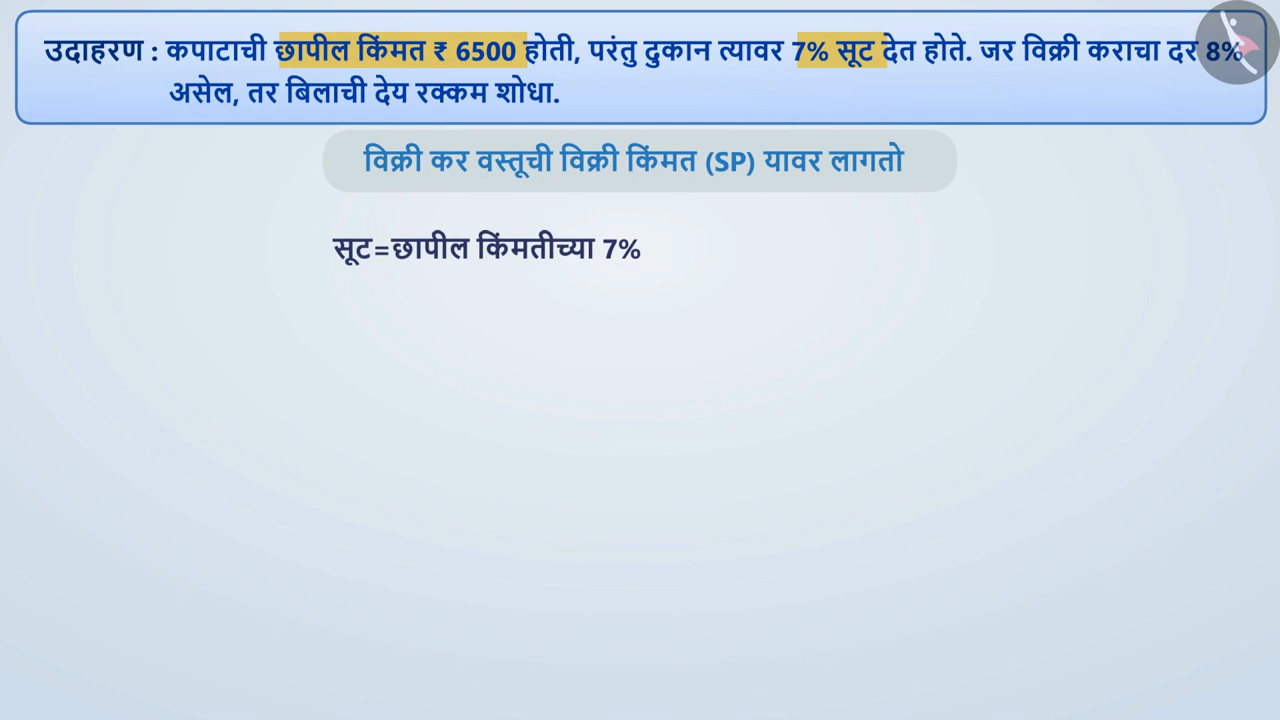 उदाहरण : कपाटाची छापील किंमत ₹ 6500 होती, परंतु दुकान त्यावर 7% सूट देत होते. जर विक्री कराचा दर 8%
असेल, तर बिलाची देय रक्कम शोधा.
विक्री कर वस्तूची विक्री किंमत (SP) यावर लागतो
सूट=छापील किंमतीच्या 7%